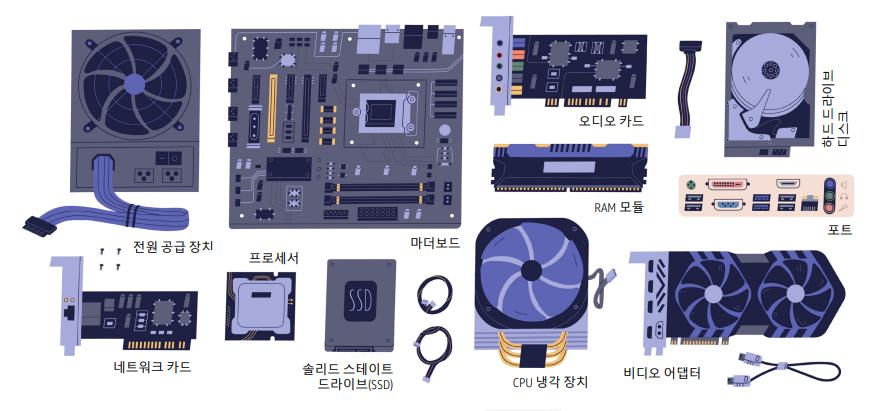 오디오 카드
하드 드라이브
디스크
RAM 모듈
포트
전원 공급 장치
마더보드
프로세서
SSD
네트워크 카드
솔리드 스테이트
드라이브(SSD)
CPU 냉각 장치
비디오 어댑터